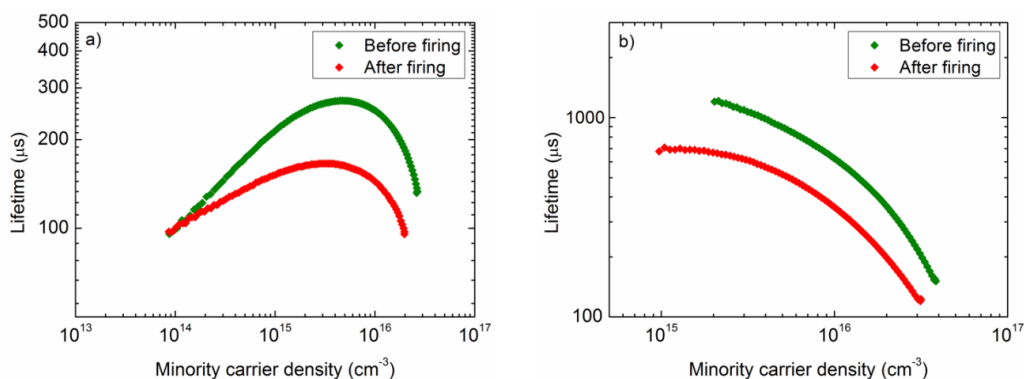 a)
Before firing
After firing
500
400
300
200
100
Lifetime (μs)
10^13
10^14
10^15
10^16
10^17
Minority carrier density (cm^-3)
b)
Before firing
After firing
1000
100
Lifetime (μs)
10^15
10^16
10^17
Minority carrier density (cm^-3)